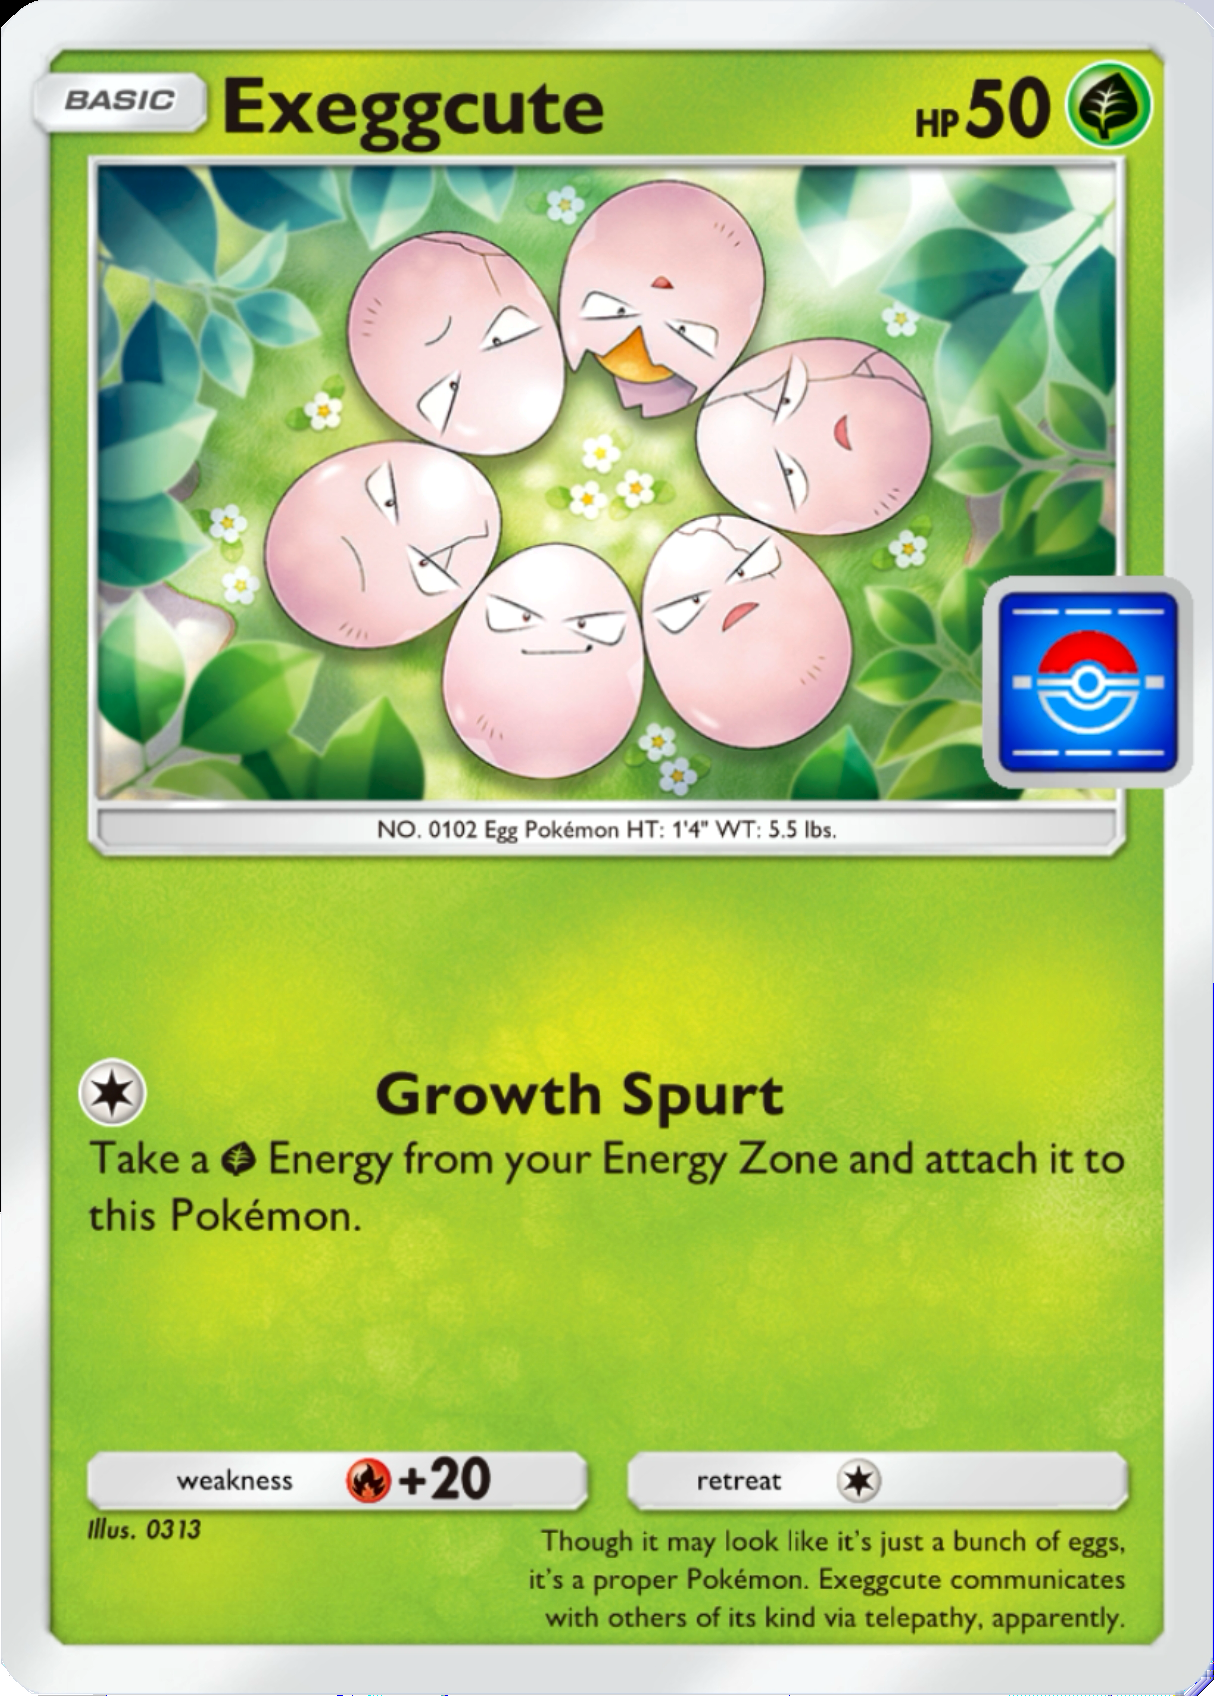 BASIC Exeggcute HP 50
NO. 0102 Egg Pokémon HT: 1'4" WT: 5.5 lbs.
Growth Spurt
Take a Energy from your Energy Zone and attach it to
this Pokémon.
weakness +20 retreat
Illus. 0313
Though it may look like it's just a bunch of eggs,
it's a proper Pokémon. Exeggcute communicates
with others of its kind via telepathy, apparently.